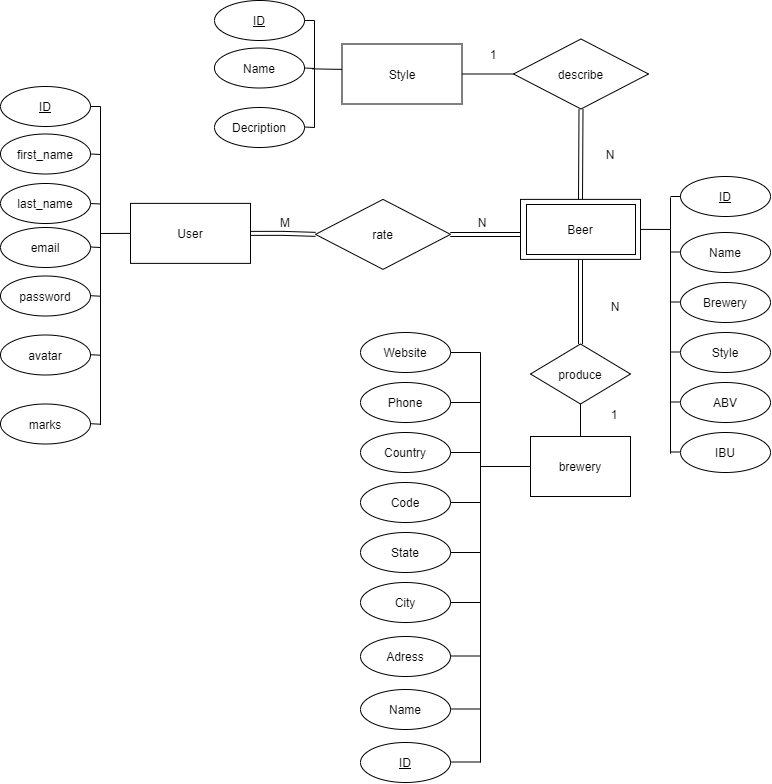 ID
Name
Decription
Style
1
describe
N
ID
first_name
last_name
email
password
avatar
marks
User
M
rate
N
Beer
ID
Name
Brewery
Style
ABV
IBU
N
produce
1
brewery
Website
Phone
Country
Code
State
City
Adress
Name
ID